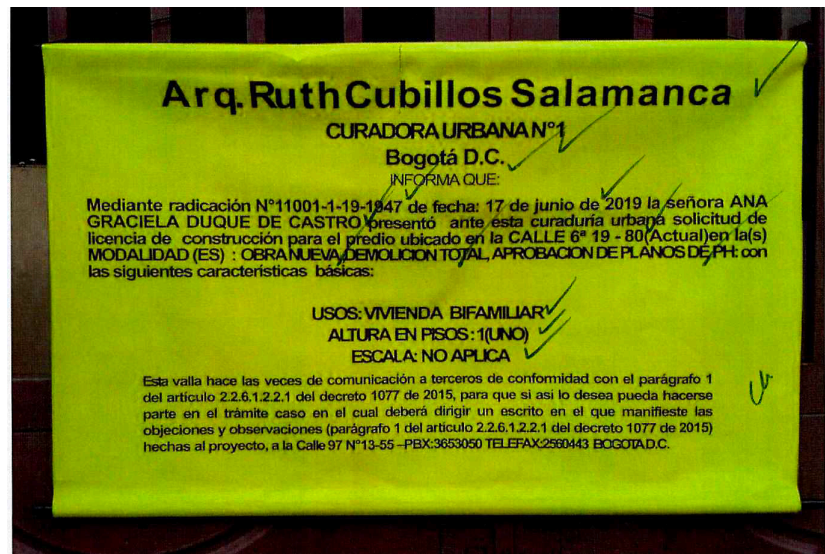 Arq. Ruth Cubillos Salamanca
CURADORA URBANA N°1
Bogotá D.C.
INFORMA QUE:
Mediante radicación N°11001-1-19-1947 de fecha: 17 de junio de 2019 la señora ANA
GRACIELA DUQUE DE CASTRO presentó ante esta curaduría urbana solicitud de
licencia de construcción para el predio ubicado en la CALLE 6ª 19 - 80(Actual)en la(s)
MODALIDAD (ES) : OBRA NUEVA,DEMOLICION TOTAL, APROBACION DE PLANOS DE PH: con
las siguientes características básicas:
USOS: VIVIENDA BIFAMILIAR
ALTURA EN PISOS :1(UNO)
ESCALA: NO APLICA
Esta valla hace las veces de comunicación a terceros de conformidad con el parágrafo 1
del artículo 2.2.6.1.2.2.1 del decreto 1077 de 2015, para que si asi lo desea pueda hacerse
parte en el trámite caso en el cual deberá dirigir un escrito en el que manifieste las
objeciones y observaciones (parágrafo 1 del articulo 2.2.6.1.2.2.1 del decreto 1077 de 2015)
hechas al proyecto, a la Calle 97 N°13-55 –PBX:3653050 TELEFAX:2560443 BOGOTA D.C.